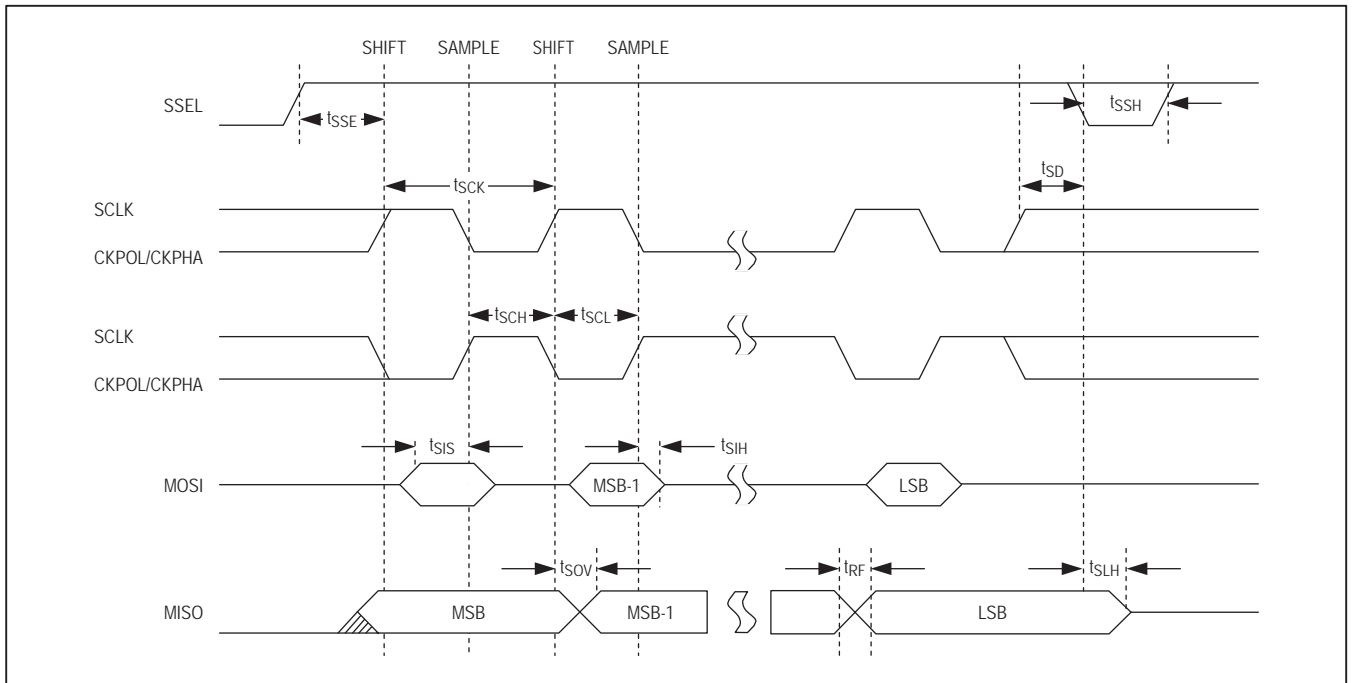 SHIFT SAMPLE SHIFT SAMPLE
SSEL
tSSE
tSSH
tSD
tSCK
SCLK
CKPOL/CKPHA
tSCH tSCL
SCLK
CKPOL/CKPHA
tSIS
tSIH
MOSI
MSB-1
LSB
tSOV
tRF
tSLH
MISO
MSB
MSB-1
LSB